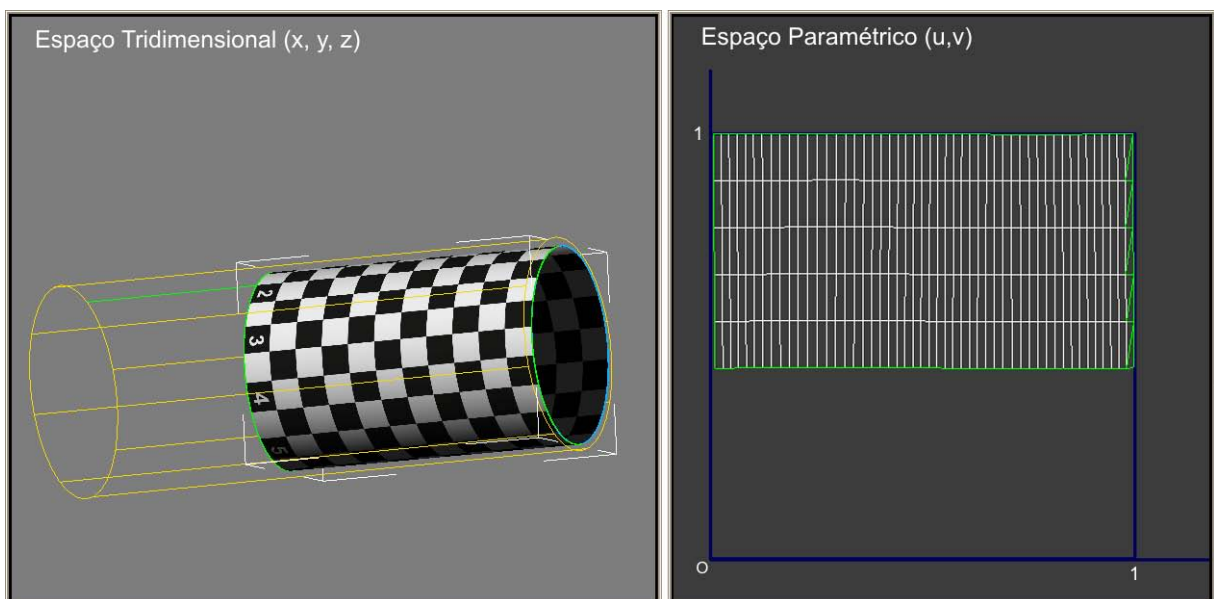 Espaço Tridimensional (x, y, z)
2
3
4
5
Espaço Paramétrico (u,v)
1
O
1